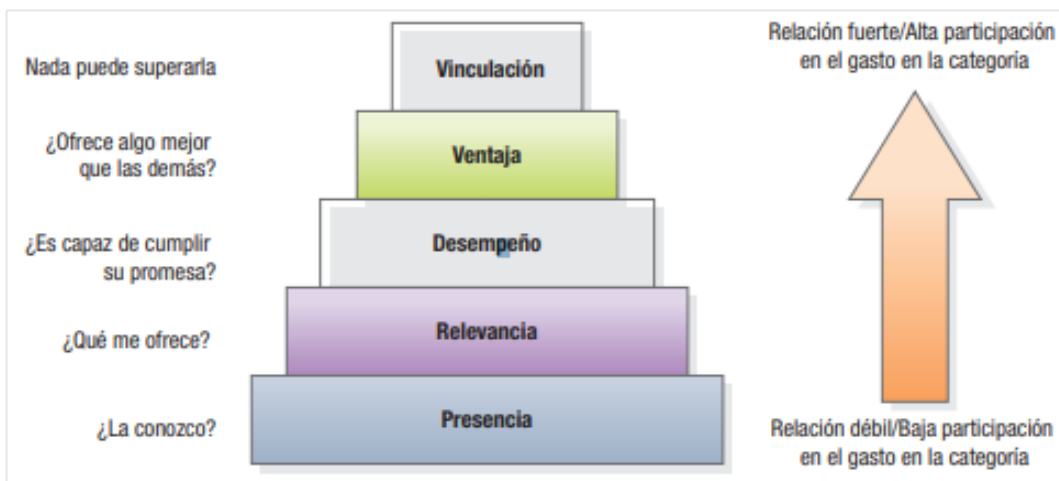 Relación fuerte/Alta participación
en el gasto en la categoría
Nada puede superarla
Vinculación
¿Ofrece algo mejor
que las demás?
Ventaja
¿Es capaz de cumplir
su promesa?
Desempeño
¿Qué me ofrece?
Relevancia
¿La conozco?
Presencia
Relación débil/Baja participación
en el gasto en la categoría